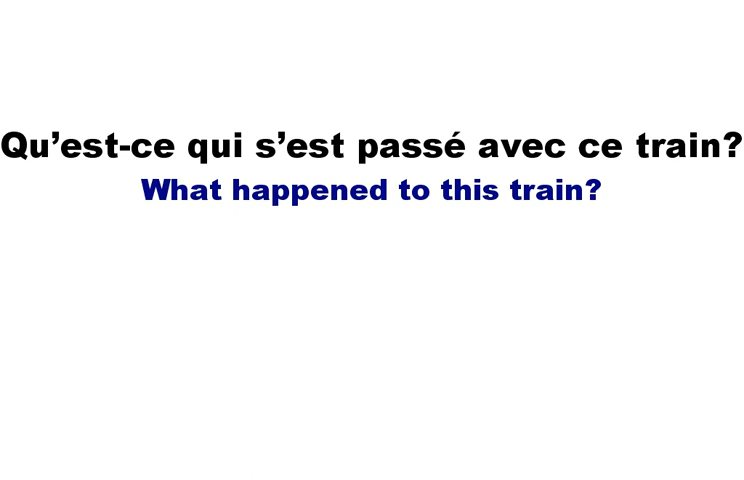 Qu’est-ce qui s’est passé avec ce train?
What happened to this train?